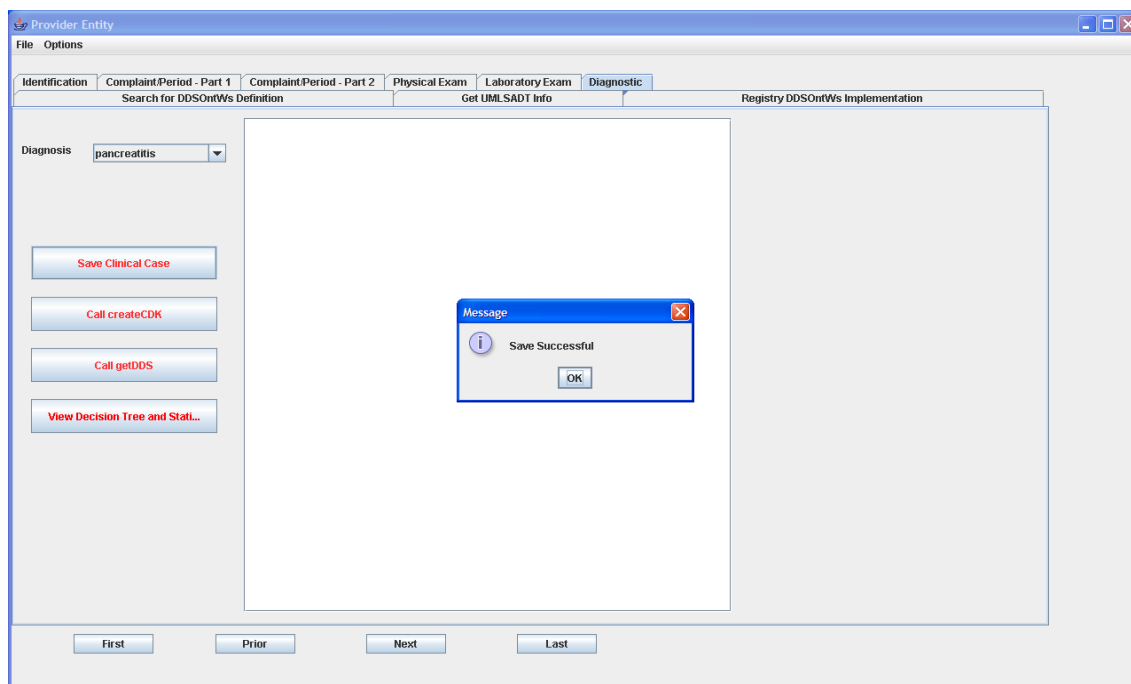 Provider Entity
File Options
Identification Complaint/Period - Part 1 Complaint/Period - Part 2 Physical Exam Laboratory Exam Diagnostic
Search for DDSOntWs Definition Get UMLSADT Info Registry DDSOntWs Implementation
Diagnosis pancreatitis
Save Clinical Case
Call createCDK
Call getDDS
View Decision Tree and Stati...
Message
Save Successful
OK
First Prior Next Last